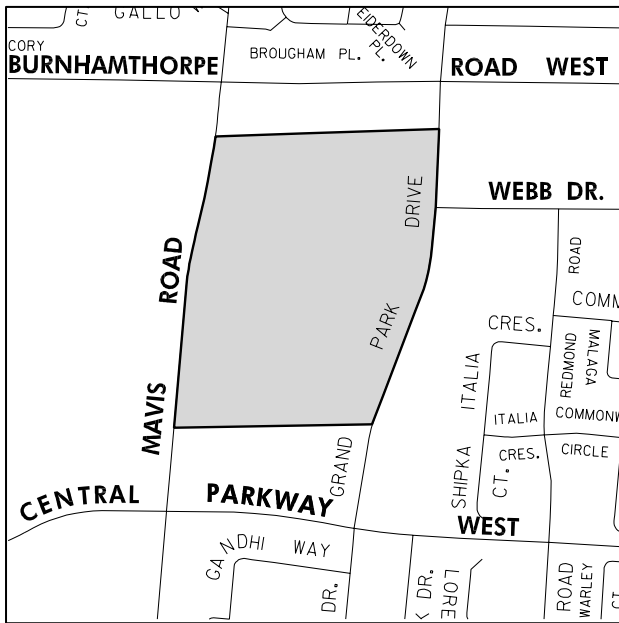 GALLO
CT
CORY
EIDERDOWN
PL.
BROUGHAM PL.
BURNHAMTHORPE
ROAD WEST
DRIVE
WEBB DR.
ROAD
ROAD
PARK
COMM
CRES.
REDMOND
MALAGA
ITALIA
MAVIS
ITALIA
COMMONW
GRAND
SHIPKA
CT.
CRES.
CIRCLE
CENTRAL
PARKWAY
WEST
GANDHI WAY
DR.
K DR.
LORE
ROAD
WARLEY
CT